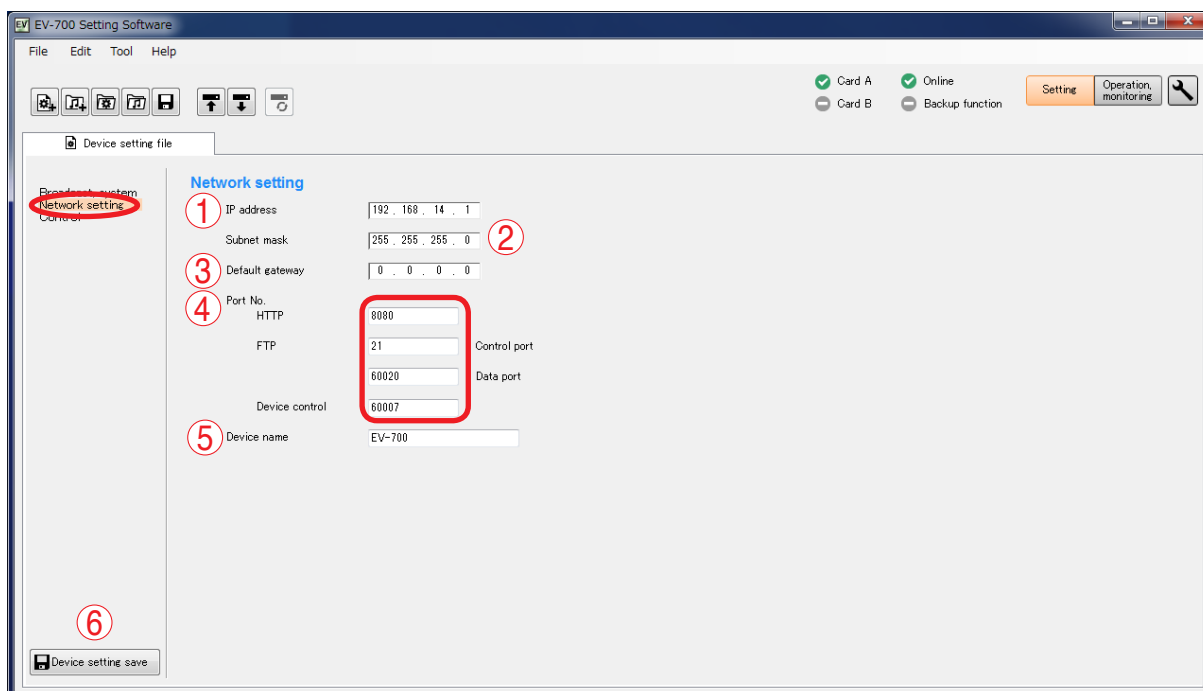 EV EV-700 Setting Software
File Edit Tool Help
Card A Online
Card B Backup function
Setting
Operation,
monitoring
Device setting file
Broadcast system
Network setting
Control
Network setting
① IP address 192 . 168 . 14 . 1
Subnet mask 255 . 255 . 255 . 0 ②
③ Default gateway 0 . 0 . 0 . 0
④ Port No.
HTTP 8080
FTP 21 Control port
60020 Data port
Device control 60007
⑤ Device name EV-700
⑥
Device setting save